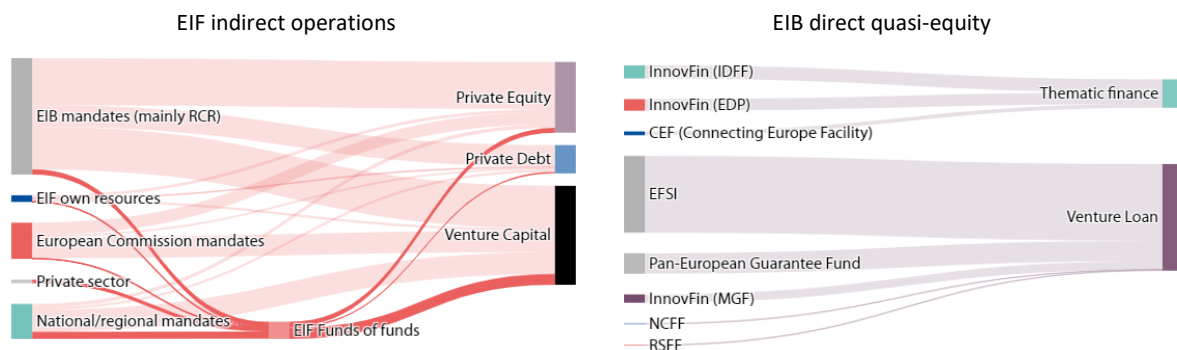 EIF indirect operations
EIB mandates (mainly RCR)
EIF own resources
European Commission mandates
Private sector
National/regional mandates
EIF Funds of funds
Private Equity
Private Debt
Venture Capital
EIB direct quasi-equity
InnovFin (IDFF)
InnovFin (EDP)
CEF (Connecting Europe Facility)
EFSI
Pan-European Guarantee Fund
InnovFin (MGF)
NCFF
RSFF
Thematic finance
Venture Loan